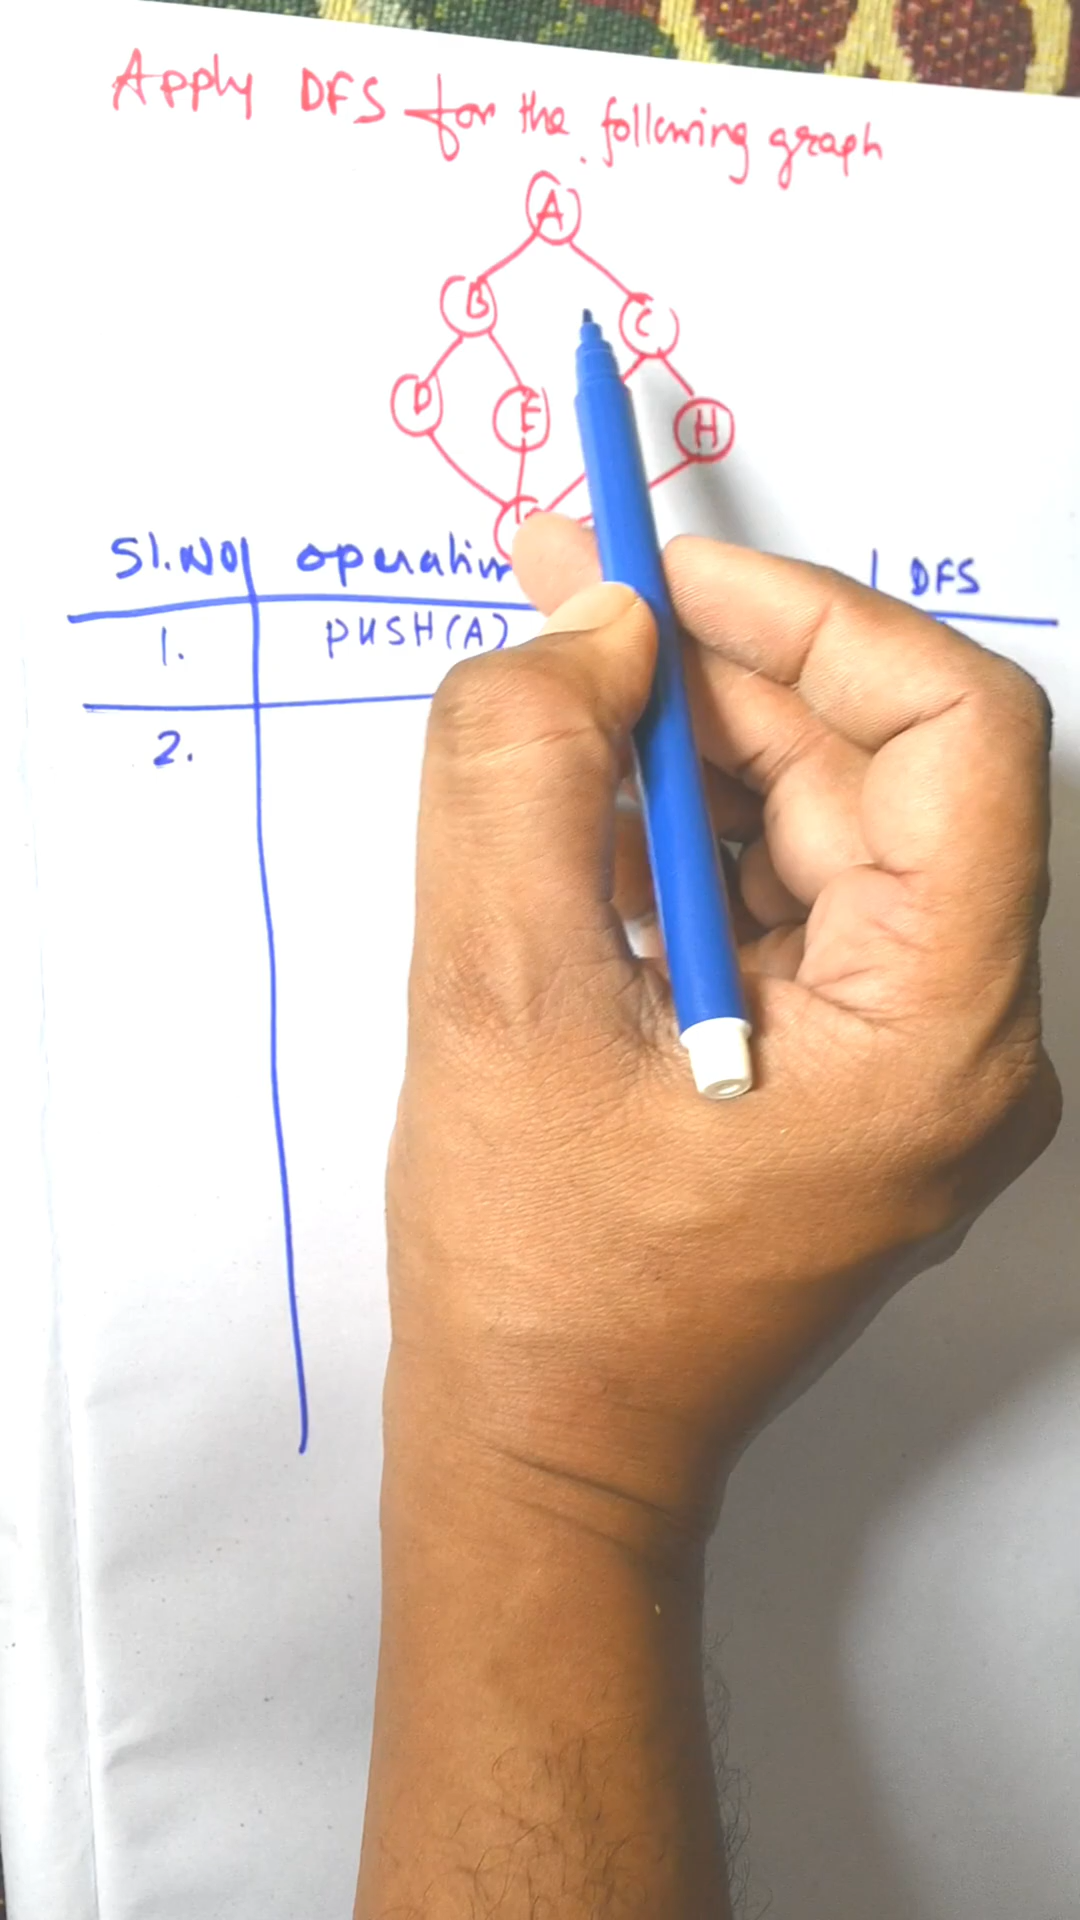 Apply DFS for the following graph
A
B C
D E H
Sl.NO DFS
1. PUSH(A)
2.